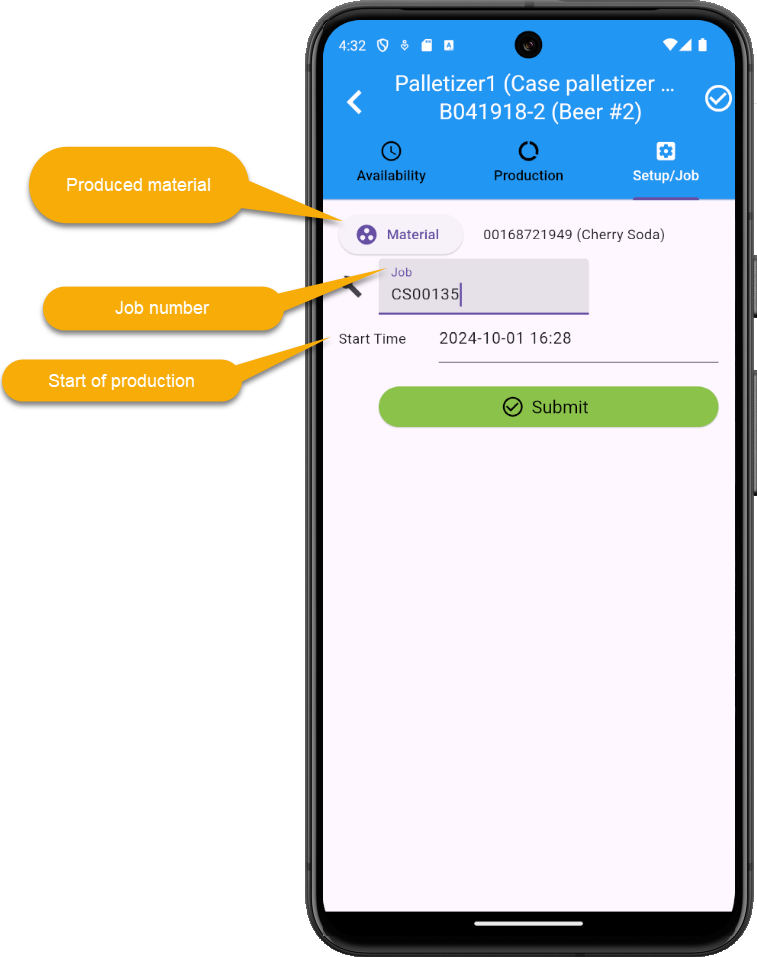 4:32
Palletizer1 (Case palletizer ...
B041918-2 (Beer #2)
Availability
Production
Setup/Job
Produced material
Material
00168721949 (Cherry Soda)
Job
CS00135
Job number
Start Time
2024-10-01 16:28
Start of production
Submit